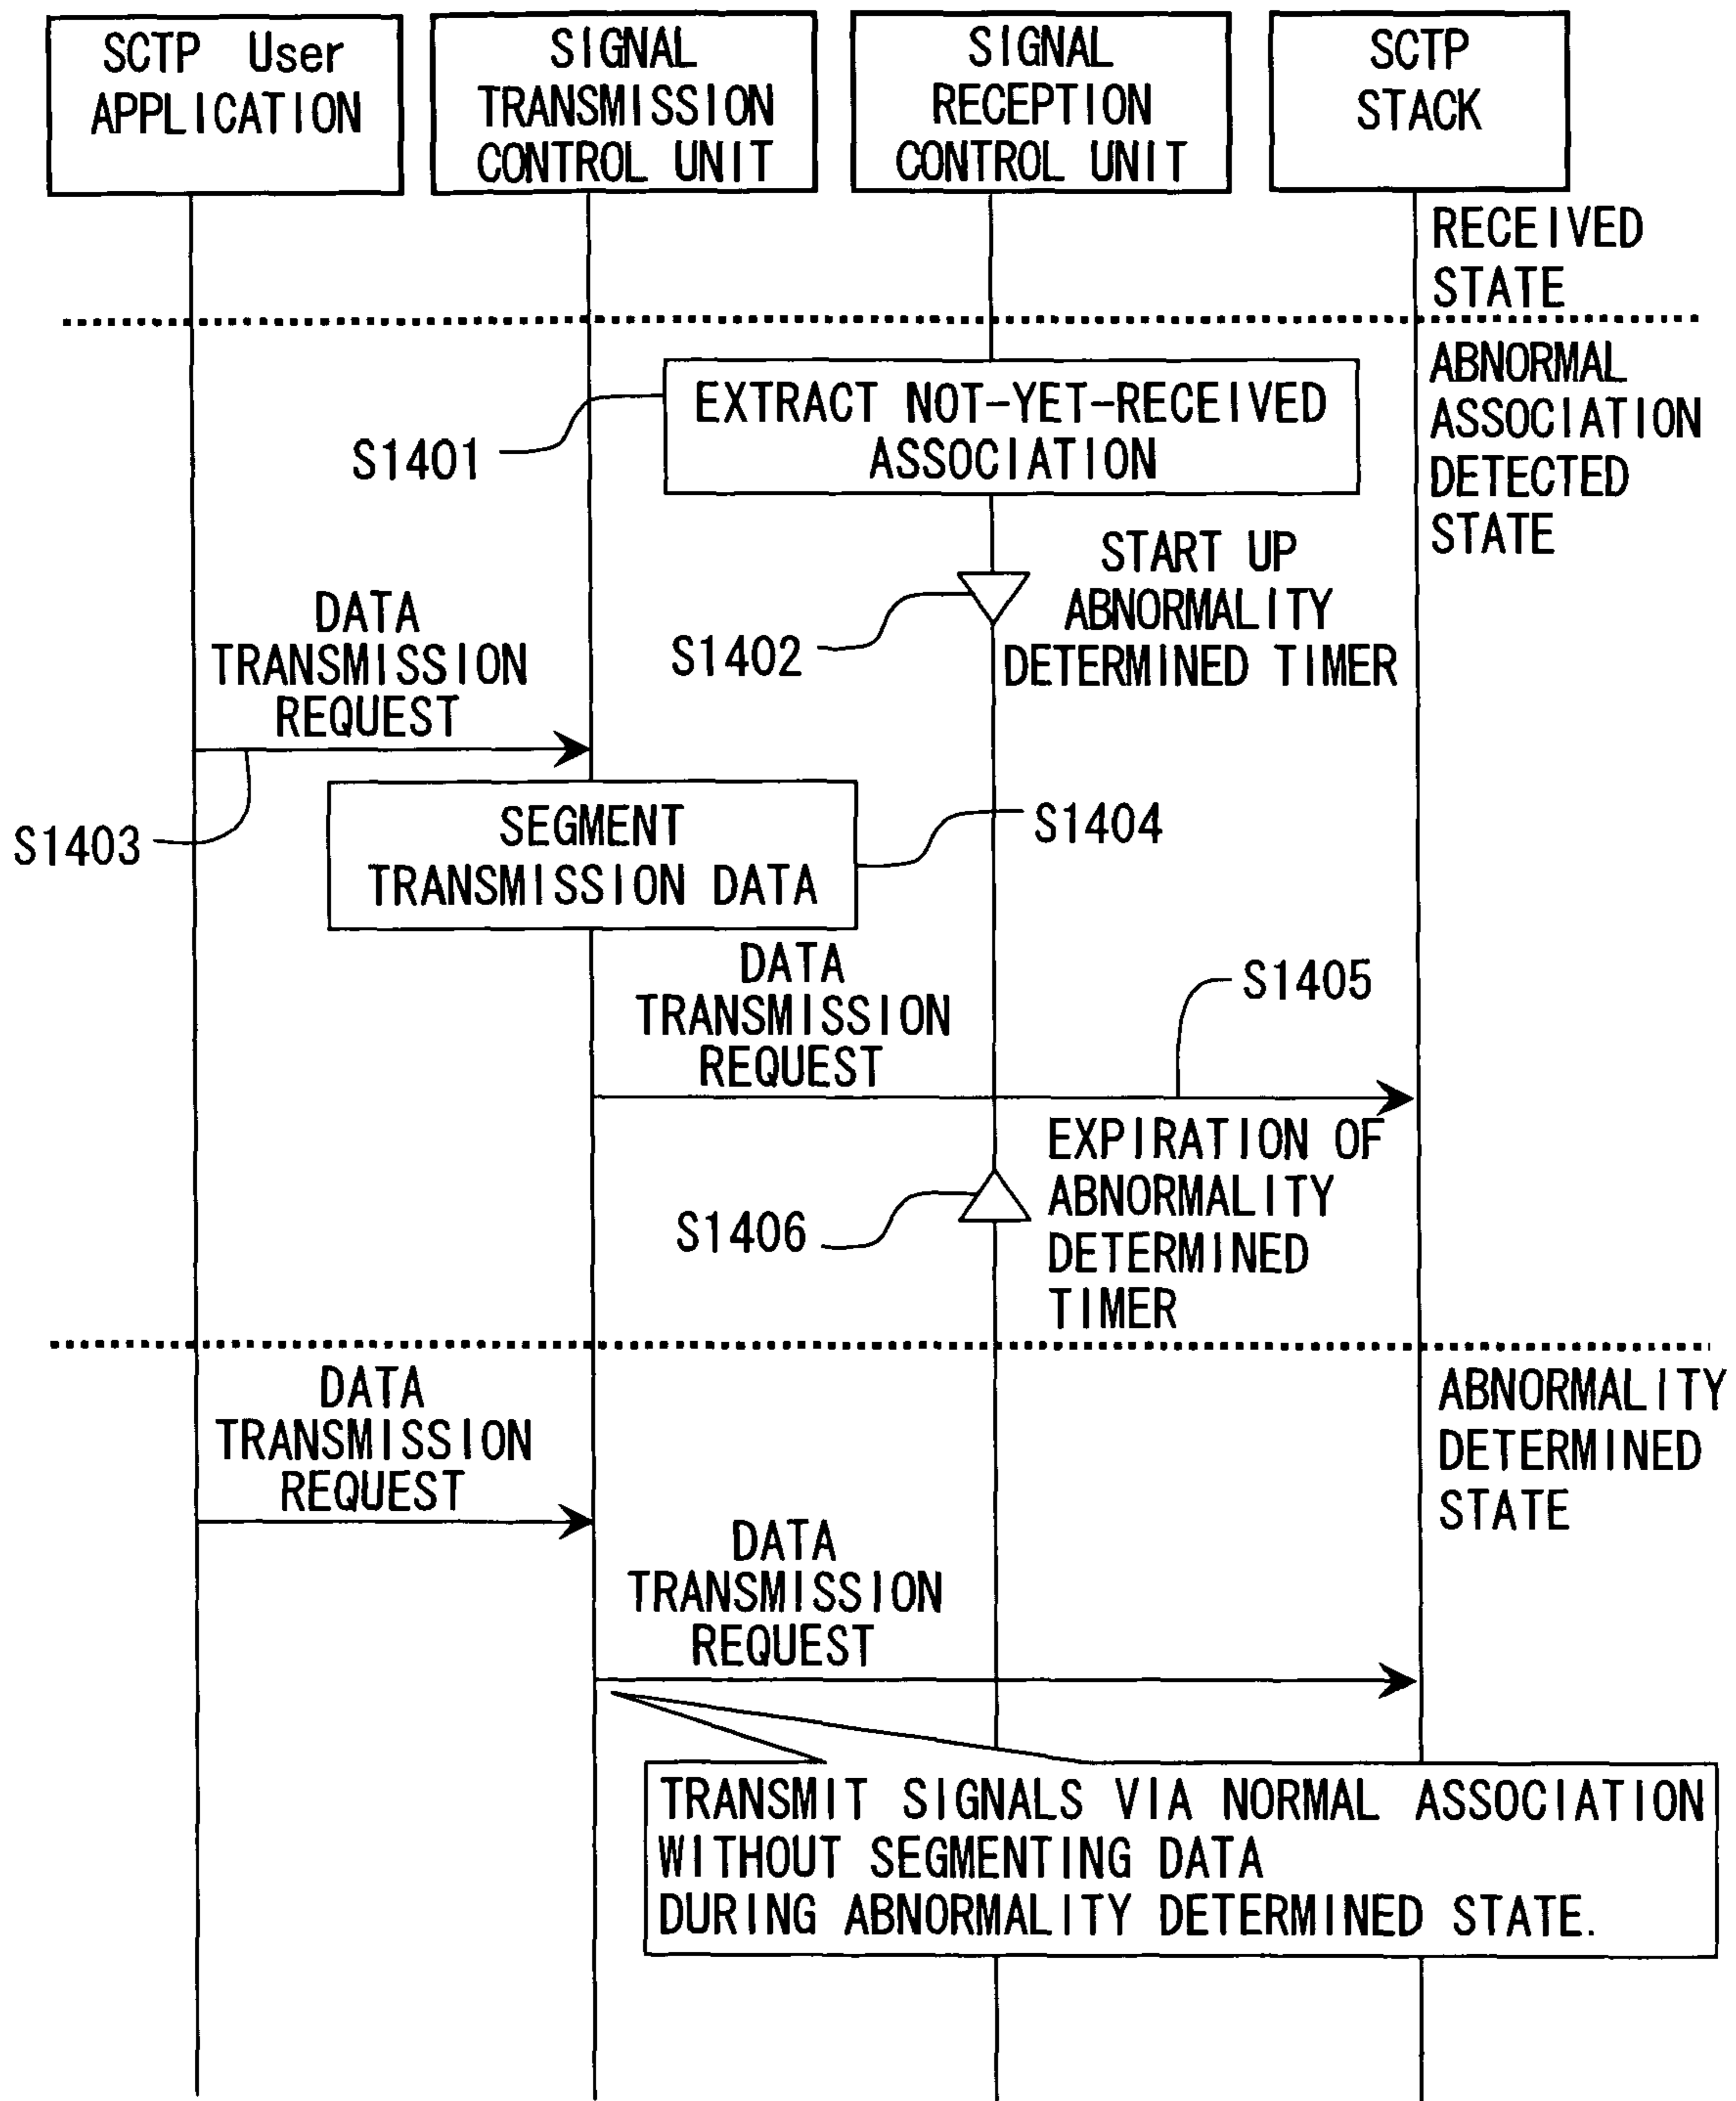 SCTP User
APPLICATION
SIGNAL
TRANSMISSION
CONTROL UNIT
SIGNAL
RECEPTION
CONTROL UNIT
SCTP
STACK
RECEIVED
STATE
EXTRACT NOT-YET-RECEIVED
ASSOCIATION
S1401
ABNORMAL
ASSOCIATION
DETECTED
STATE
START UP
ABNORMALITY
DETERMINED TIMER
S1402
DATA
TRANSMISSION
REQUEST
S1403
SEGMENT
TRANSMISSION DATA
S1404
DATA
TRANSMISSION
REQUEST
S1405
EXPIRATION OF
ABNORMALITY
DETERMINED
TIMER
S1406
DATA
TRANSMISSION
REQUEST
ABNORMALITY
DETERMINED
STATE
DATA
TRANSMISSION
REQUEST
TRANSMIT SIGNALS VIA NORMAL ASSOCIATION
WITHOUT SEGMENTING DATA
DURING ABNORMALITY DETERMINED STATE.